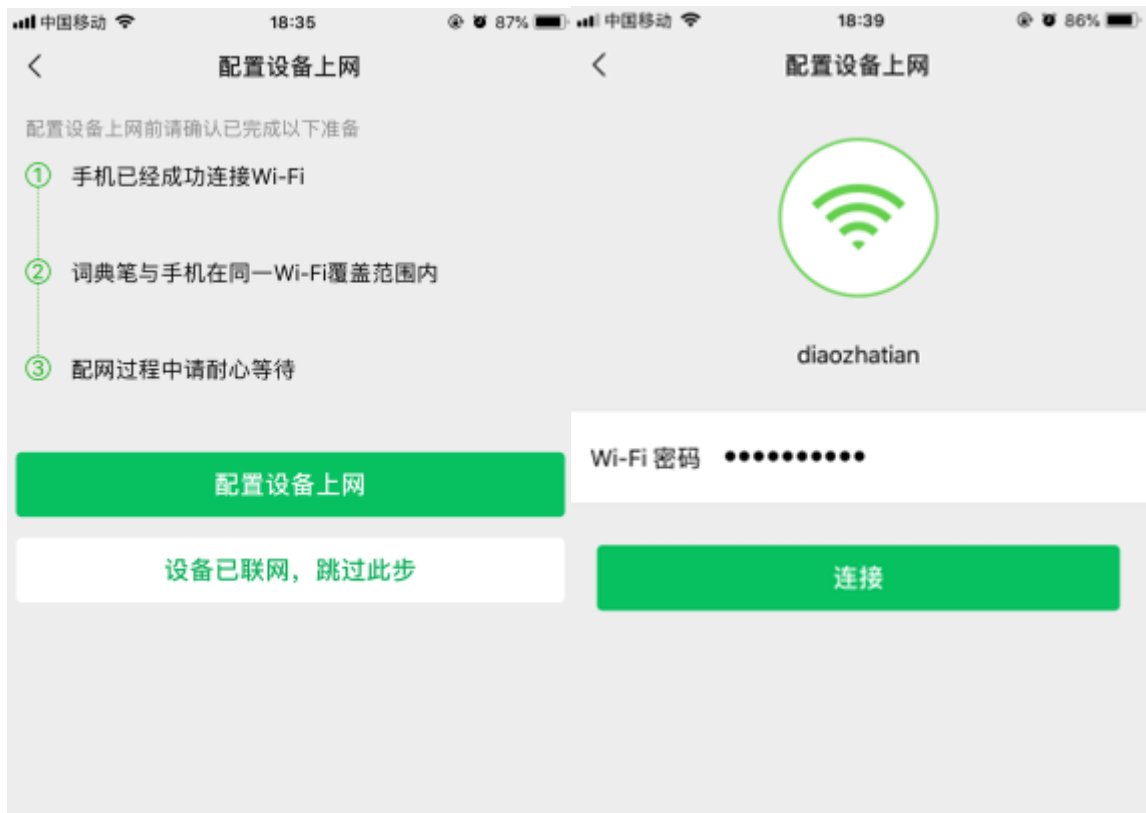 中国移动 18:35 87%
配置设备上网
配置设备上网前请确认已完成以下准备
① 手机已经成功连接Wi-Fi
② 词典笔与手机在同一Wi-Fi覆盖范围内
③ 配网过程中请耐心等待
配置设备上网
设备已联网，跳过此步
中国移动 18:39 86%
配置设备上网
diaozhatian
Wi-Fi 密码 ••••••••••
连接